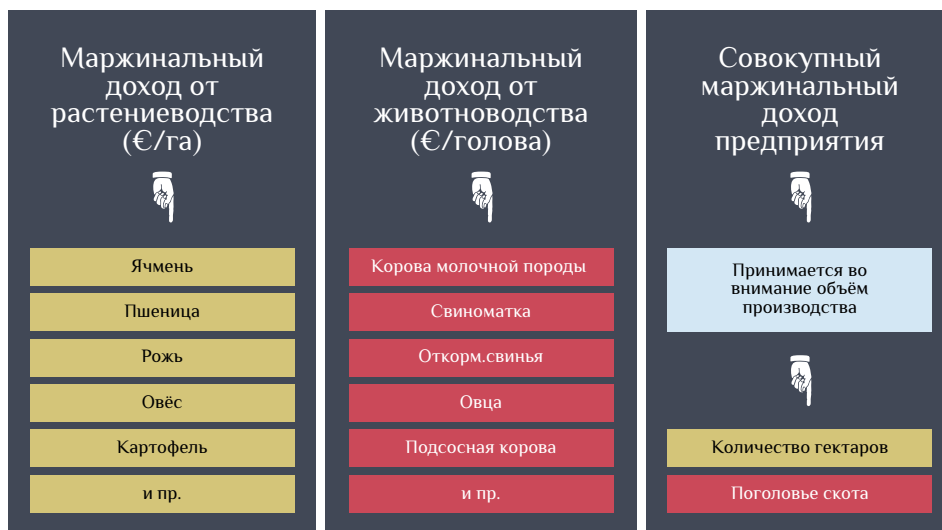 Маржинальный
доход от
растениеводства
(€/га)
Ячмень
Пшеница
Рожь
Овёс
Картофель
и пр.
Маржинальный
доход от
животноводства
(€/голова)
Корова молочной породы
Свиноматка
Откорм.свинья
Овца
Подсосная корова
и пр.
Совокупный
маржинальный
доход
предприятия
Принимается во
внимание объём
производства
Количество гектаров
Поголовье скота